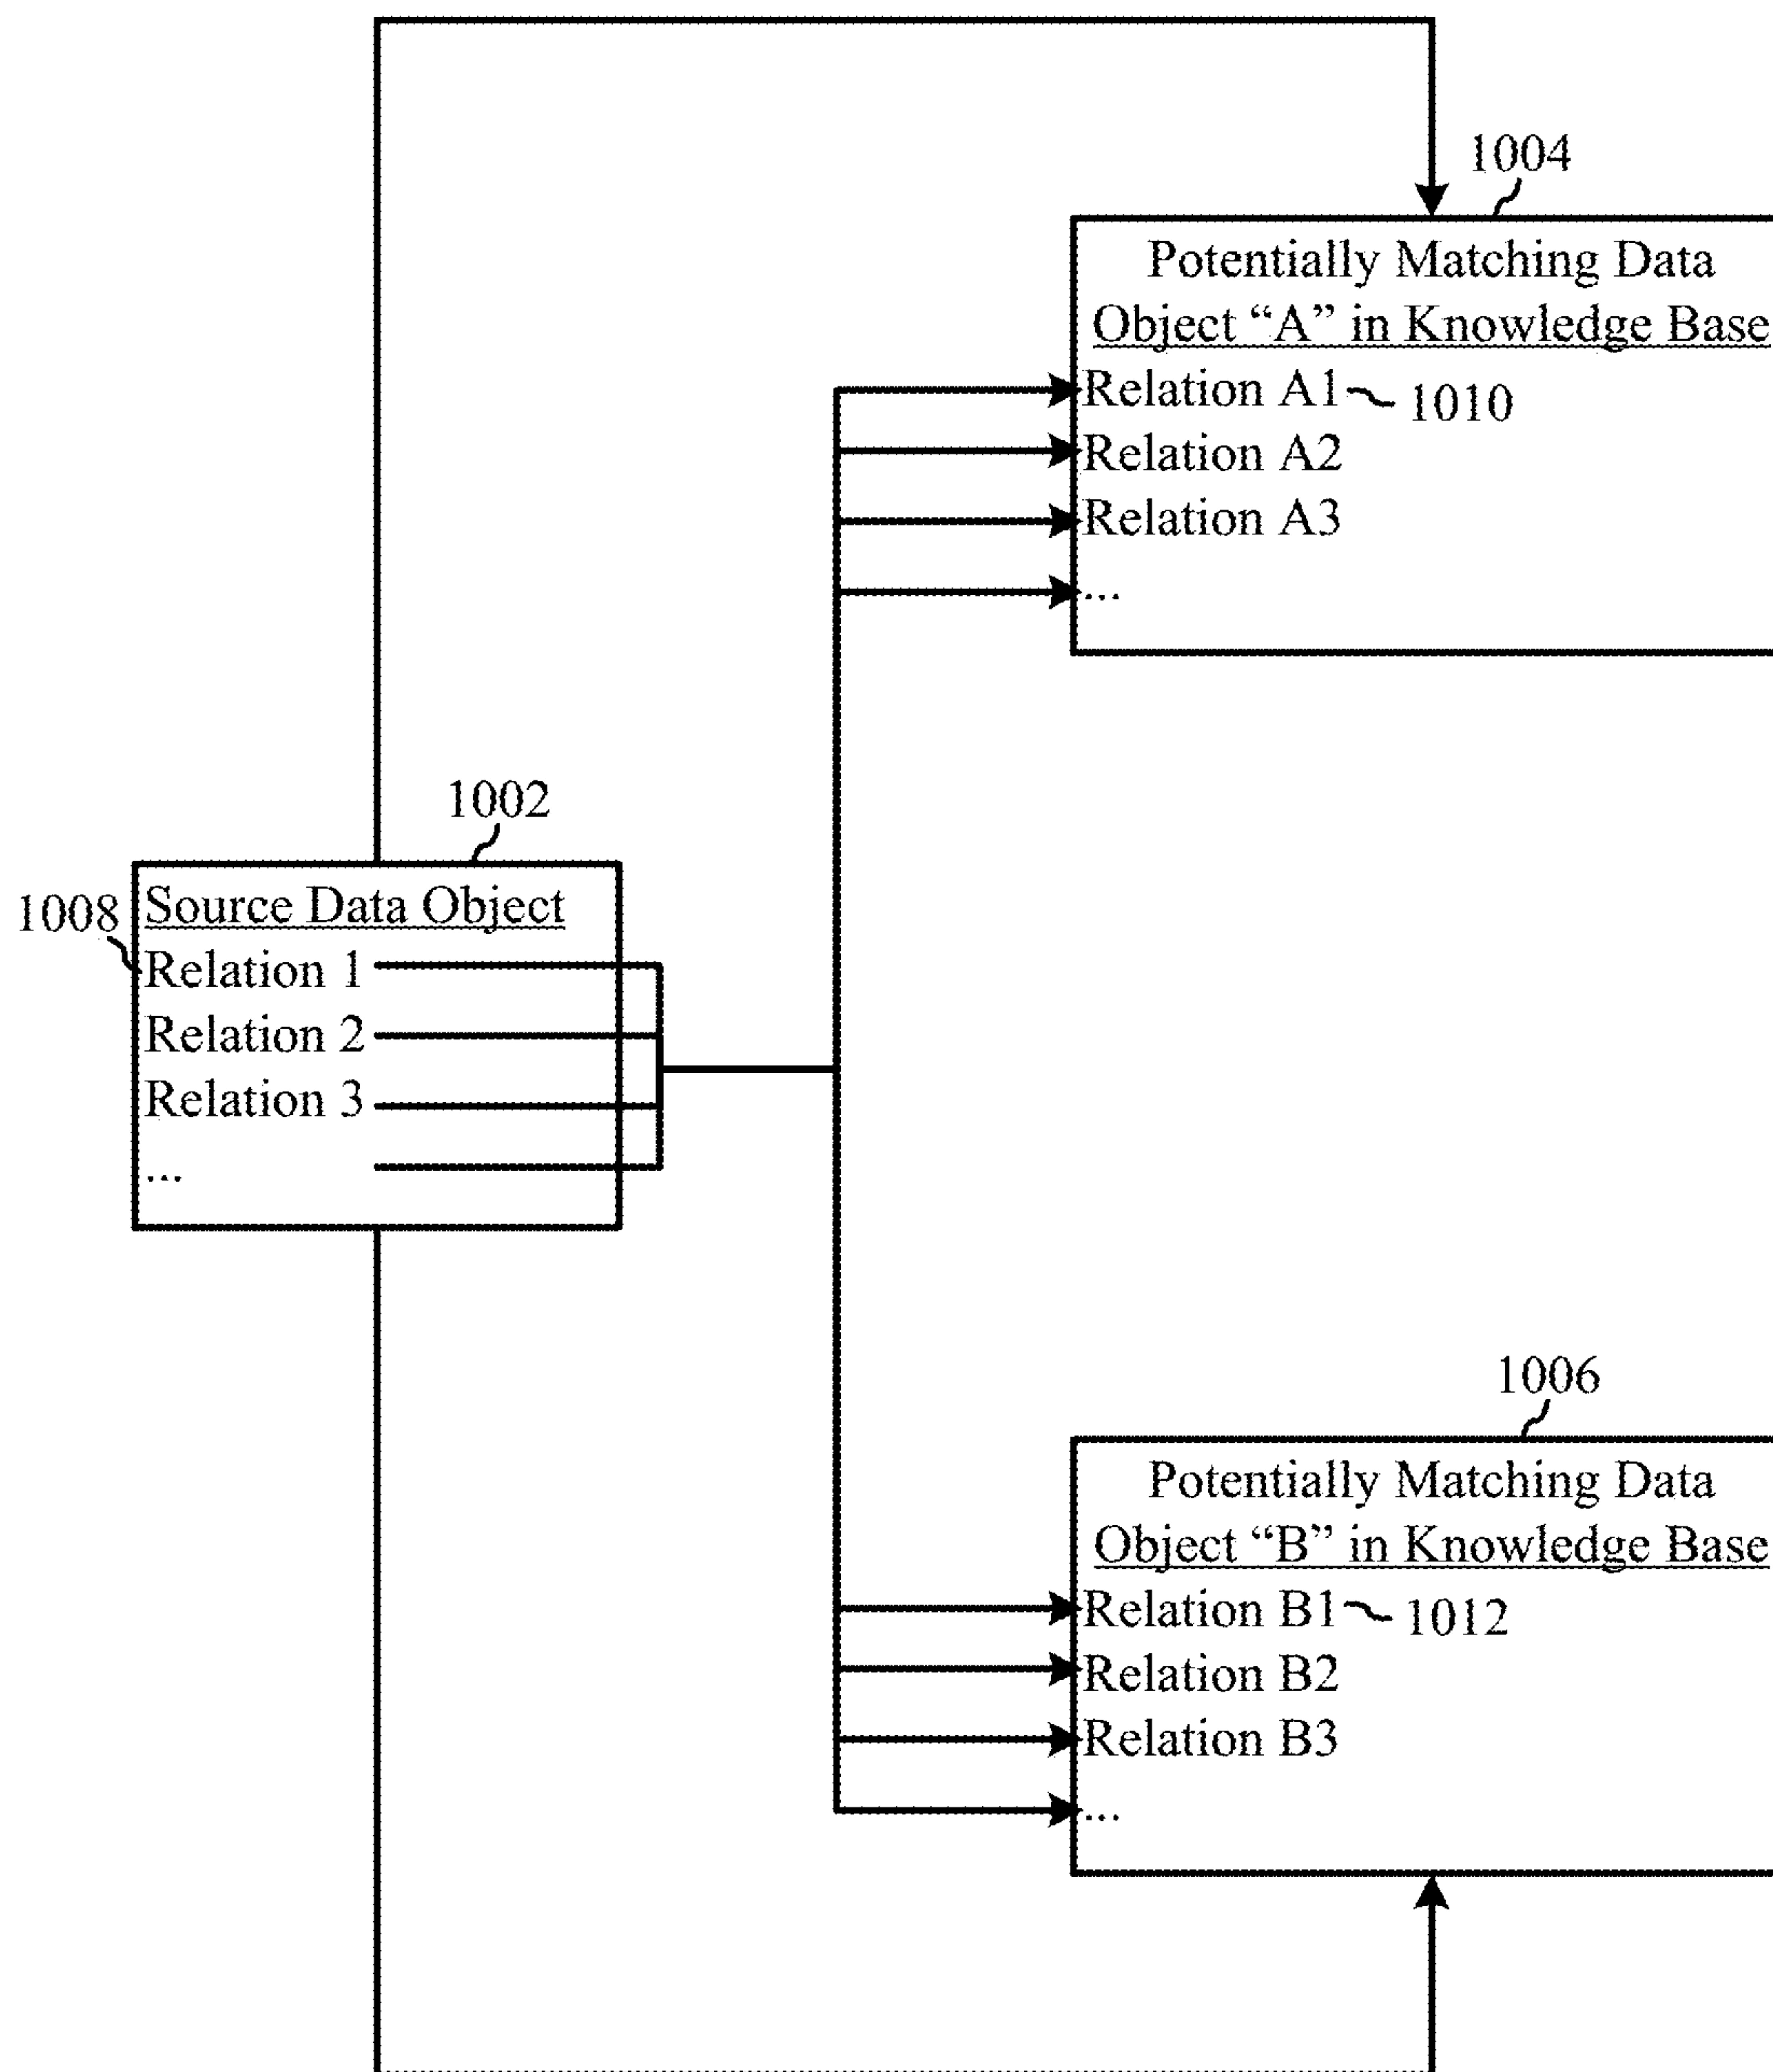 1004
Potentially Matching Data
Object “A” in Knowledge Base
Relation A1
1010
Relation A2
Relation A3
...
1002
1008
Source Data Object
Relation 1
Relation 2
Relation 3
...
1006
Potentially Matching Data
Object “B” in Knowledge Base
Relation B1
1012
Relation B2
Relation B3
...